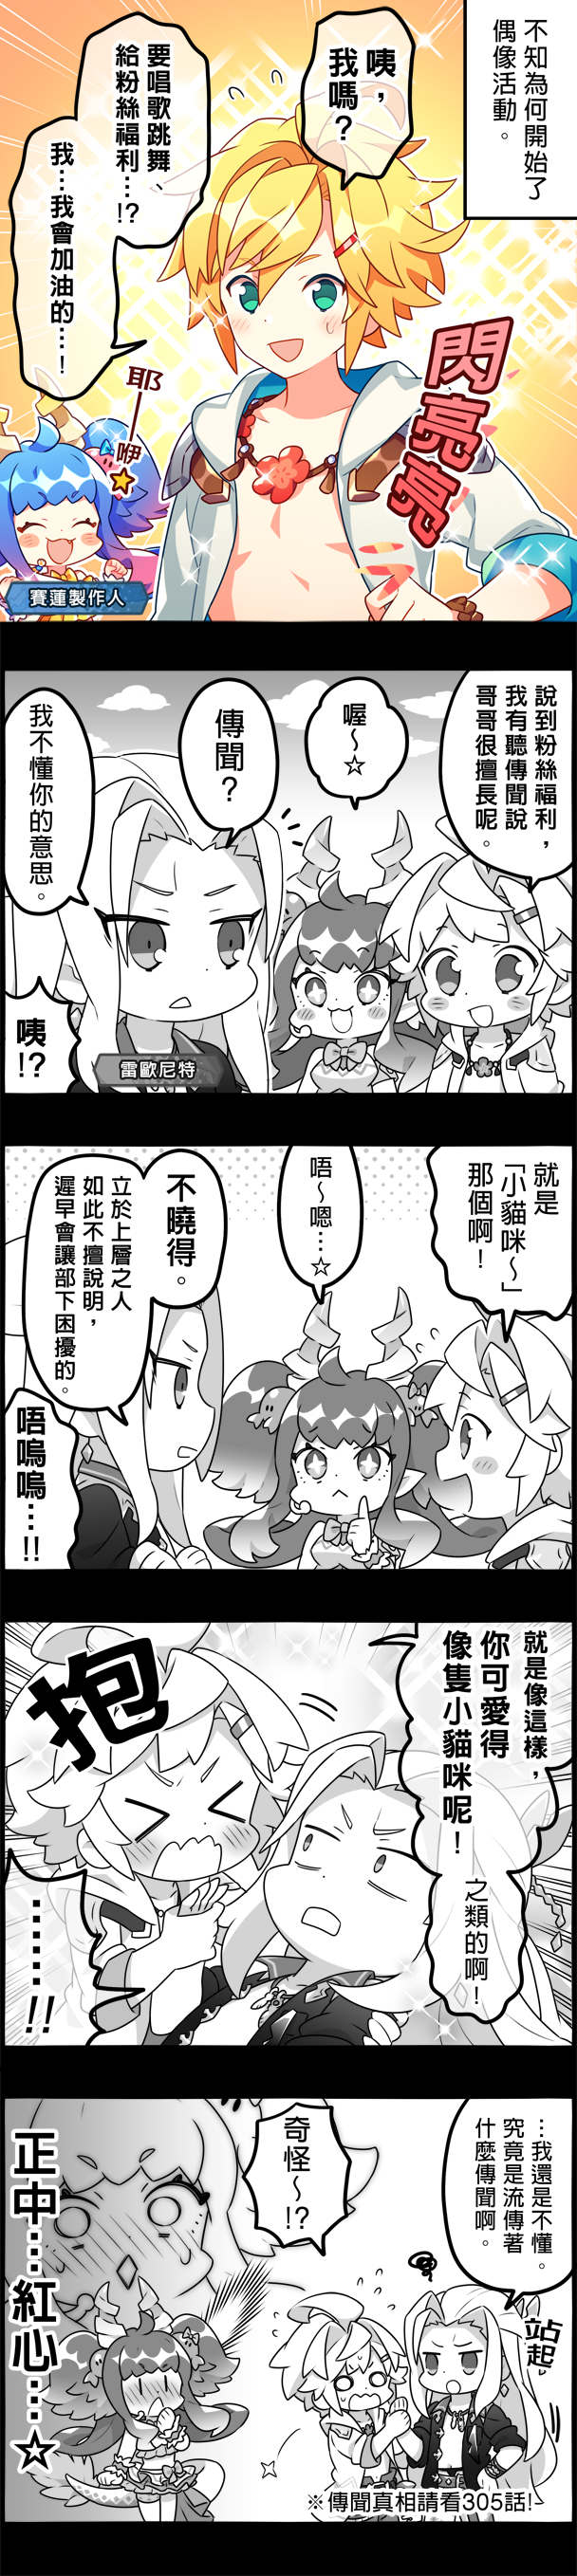 不知為何開始了
偶像活動。
咦，
我嗎？
要唱歌跳舞、
給粉絲福利…!?
我…我會加油的…！
閃亮亮
耶——咿☆
賽蓮製作人
說到粉絲福利，
我有聽傳聞說
哥哥很擅長呢。
喔～☆
傳聞？
我不懂你的意思。
咦!?
雷歐尼特
就是
「小貓咪～」
那個啊！
唔～嗯…☆
不曉得。
立於上層之人
如此不擅說明，
遲早會讓部下困擾的。
唔嗚嗚…!!
就是像這樣，
你可愛得
像隻小貓咪呢！
之類的啊！
抱
………!!
…我還是不懂。
究竟是流傳著
什麼傳聞啊。
站起。
奇怪～!?
正中…紅心…☆
※傳聞真相請看305話!